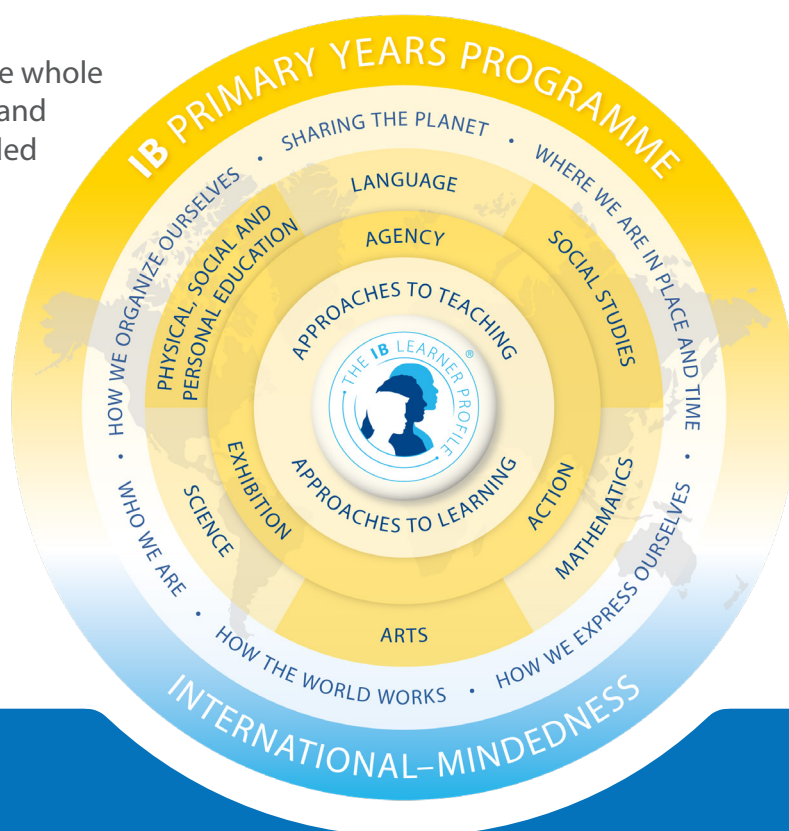 e whole
and
led
IB PRIMARY YEARS PROGRAMME
SHARING THE PLANET • WHERE WE ARE IN PLACE AND TIME • HOW WE EXPRESS OURSELVES • HOW THE WORLD WORKS • WHO WE ARE • HOW WE ORGANIZE OURSELVES •
LANGUAGE
SOCIAL STUDIES
MATHEMATICS
ARTS
SCIENCE
PHYSICAL, SOCIAL AND
PERSONAL EDUCATION
AGENCY
ACTION
EXHIBITION
APPROACHES TO TEACHING
APPROACHES TO LEARNING
• THE IB LEARNER PROFILE • ®
INTERNATIONAL–MINDEDNESS